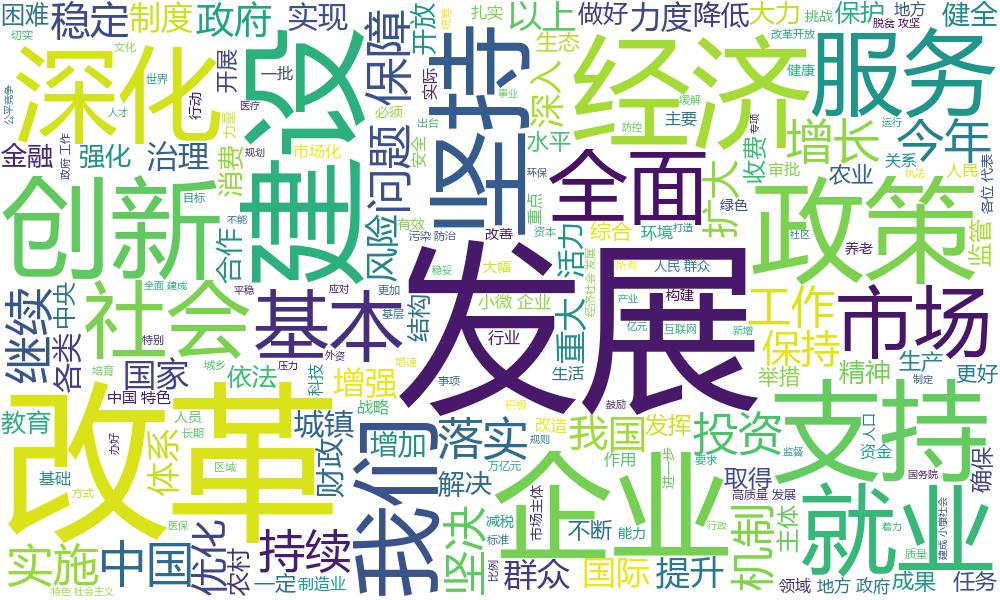 困难
稳定
制度
政府
实现
保障
开放
扎实
以上
做好
力度
降低
大力
挑战
保护
地方
脱贫 攻坚
健全
切实
文化
深化
世界
人才
开展
一批
建设
坚持
实际
事业
生态
深入
经济
改革开放
健康
服务
公平竞争
行动
医疗
必须
出台
缓解
专项
运行
金融
强化
治理
政府 工作
力量
消费
规划
市场化
问题
安全
水平
防控
主要
收费
增长
审批
今年
农业
关系
执法
人民
各位 代表
创新
目标
不能
合作
风险
有效
污染 防治
重点
环保
资本
改善
全面
扩大
绿色
政策
监管
综合
环境
打造
社区
养老
活力
继续
中央
各类
社会
全面 建成
平稳
特别
基本
应对
更加
基层
结构
稳妥
大幅
小微 企业
行业
发展
重大
经济社会 发展
所有
人民 群众
产业
构建
亿元
互联网
新增
工作
保持
市场
国家
培育
城乡
依法
外资
压力
科技
增强
增速
事项
生活
举措
精神
生产
制定
更好
教育
中国 特色
改革
办好
人员
长期
体系
区域
城镇
财政
战略
增加
我们
落实
积极
规则
改造
鼓励
我国
发挥
投资
支持
人口
资金
监督
确保
基础
方式
医保
解决
万亿元
作用
进一步
要求
取得
国务院
企业
市场主体
高质量 发展
就业
着力
质量
建成 小康社会
实施
中国
优化
农村
持续
一定
制造业
坚决
减税
标准
比例
不断
能力
行政
机制
主体
特色 社会主义
群众
国际
提升
领域
地方 政府
成果
任务